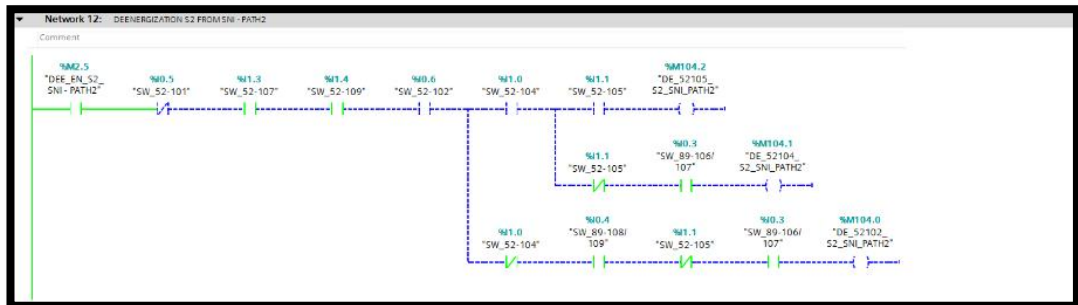 Network 12: DEENERGIZATION S2 FROM SNI - PATH2
Comment
%M2.5
"DEE_EN_S2_
SNI - PATH2"
%I0.5
"SW_52-101"
%I1.3
"SW_52-107"
%I1.4
"SW_52-109"
%I0.6
"SW_52-102"
%I1.0
"SW_52-104"
%I1.1
"SW_52-105"
%M104.2
"DE_52105_
S2_SNI_PATH2"
%I1.1
"SW_52-105"
%I0.3
"SW_89-106/
107"
%M104.1
"DE_52104_
S2_SNI_PATH2"
%I1.0
"SW_52-104"
%I0.4
"SW_89-108/
109"
%I1.1
"SW_52-105"
%I0.3
"SW_89-106/
107"
%M104.0
"DE_52102_
S2_SNI_PATH2"